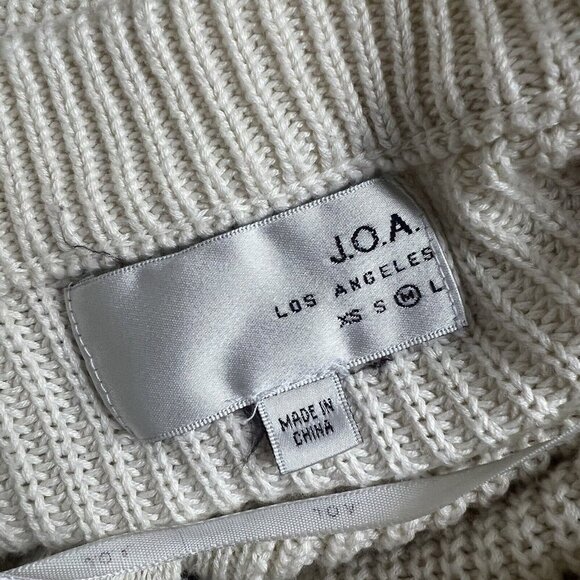 J.O.A.
LOS ANGELES
XS S M L
MADE IN
CHINA